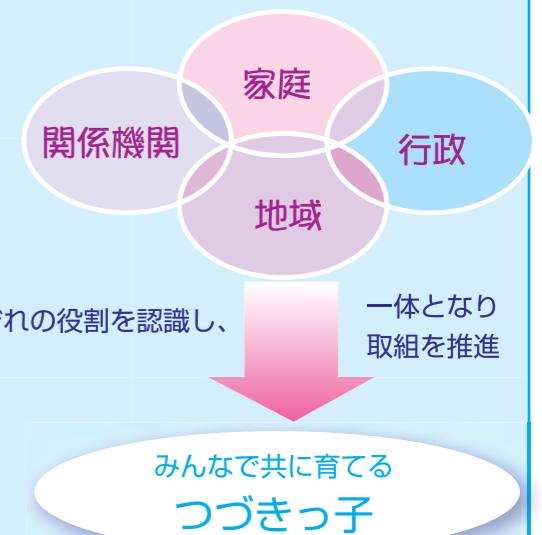 家庭
関係機関
行政
地域
れの役割を認識し、
一体となり
取組を推進
みんなで共に育てる
つづきっ子